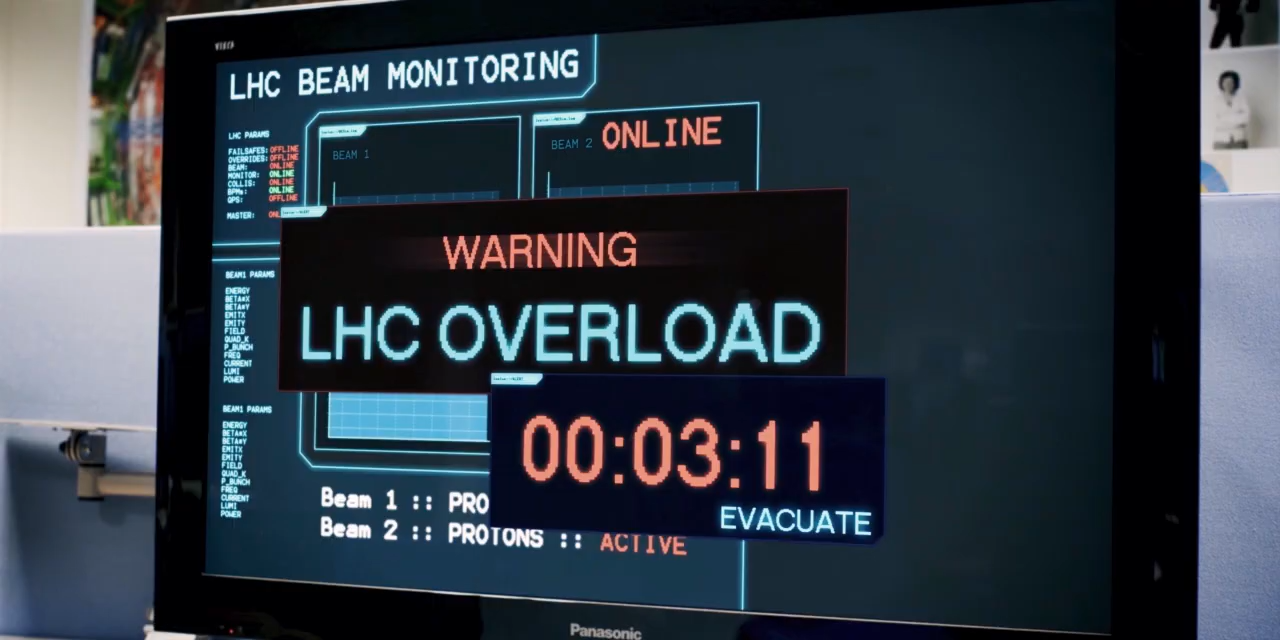 VIDEO
LHC BEAM MONITORING
LHC PARAMS
FAILSAFES: OFFLINE
OVERRIDES: OFFLINE
BEAM: ONLINE
MONITOR: ONLINE
COLLIS: ONLINE
BPMs: ONLINE
QPS: OFFLINE
MASTER: ONL
BEAM 1
BEAM 2 ONLINE
WARNING
LHC OVERLOAD
00:03:11
EVACUATE
BEAM1 PARAMS
ENERGY
BETA*X
BETA*Y
EMITX
EMITY
FIELD
QUAD_K
P_BUNCH
FREQ
CURRENT
LUMI
POWER
BEAM1 PARAMS
ENERGY
BETA*X
BETA*Y
EMITX
EMITY
FIELD
QUAD_K
P_BUNCH
FREQ
CURRENT
LUMI
POWER
Beam 1 :: PRO
Beam 2 :: PROTONS :: ACTIVE
Panasonic